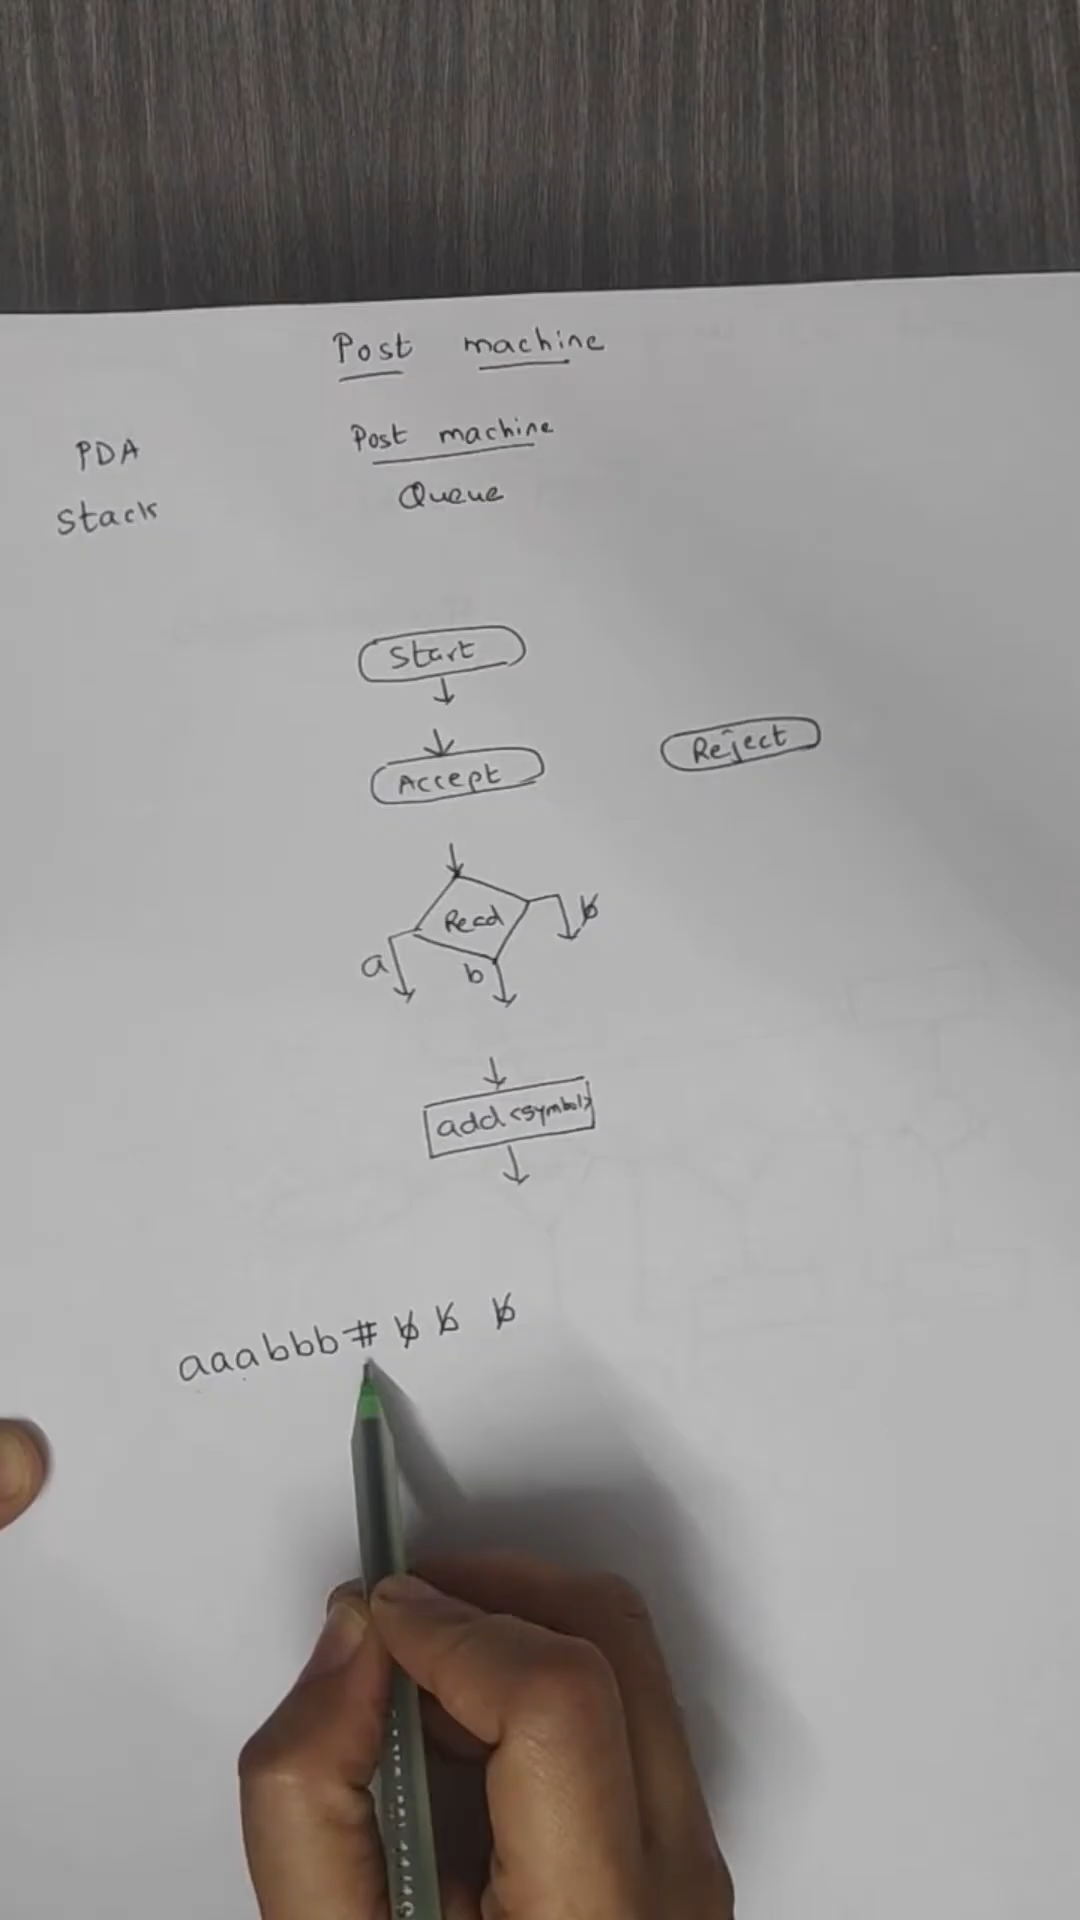 Post machine
PDA Post machine
Stack Queue
Start
Accept Reject
Read
a b ƀ
add <symbol>
aaabbb # ƀ ƀ ƀ